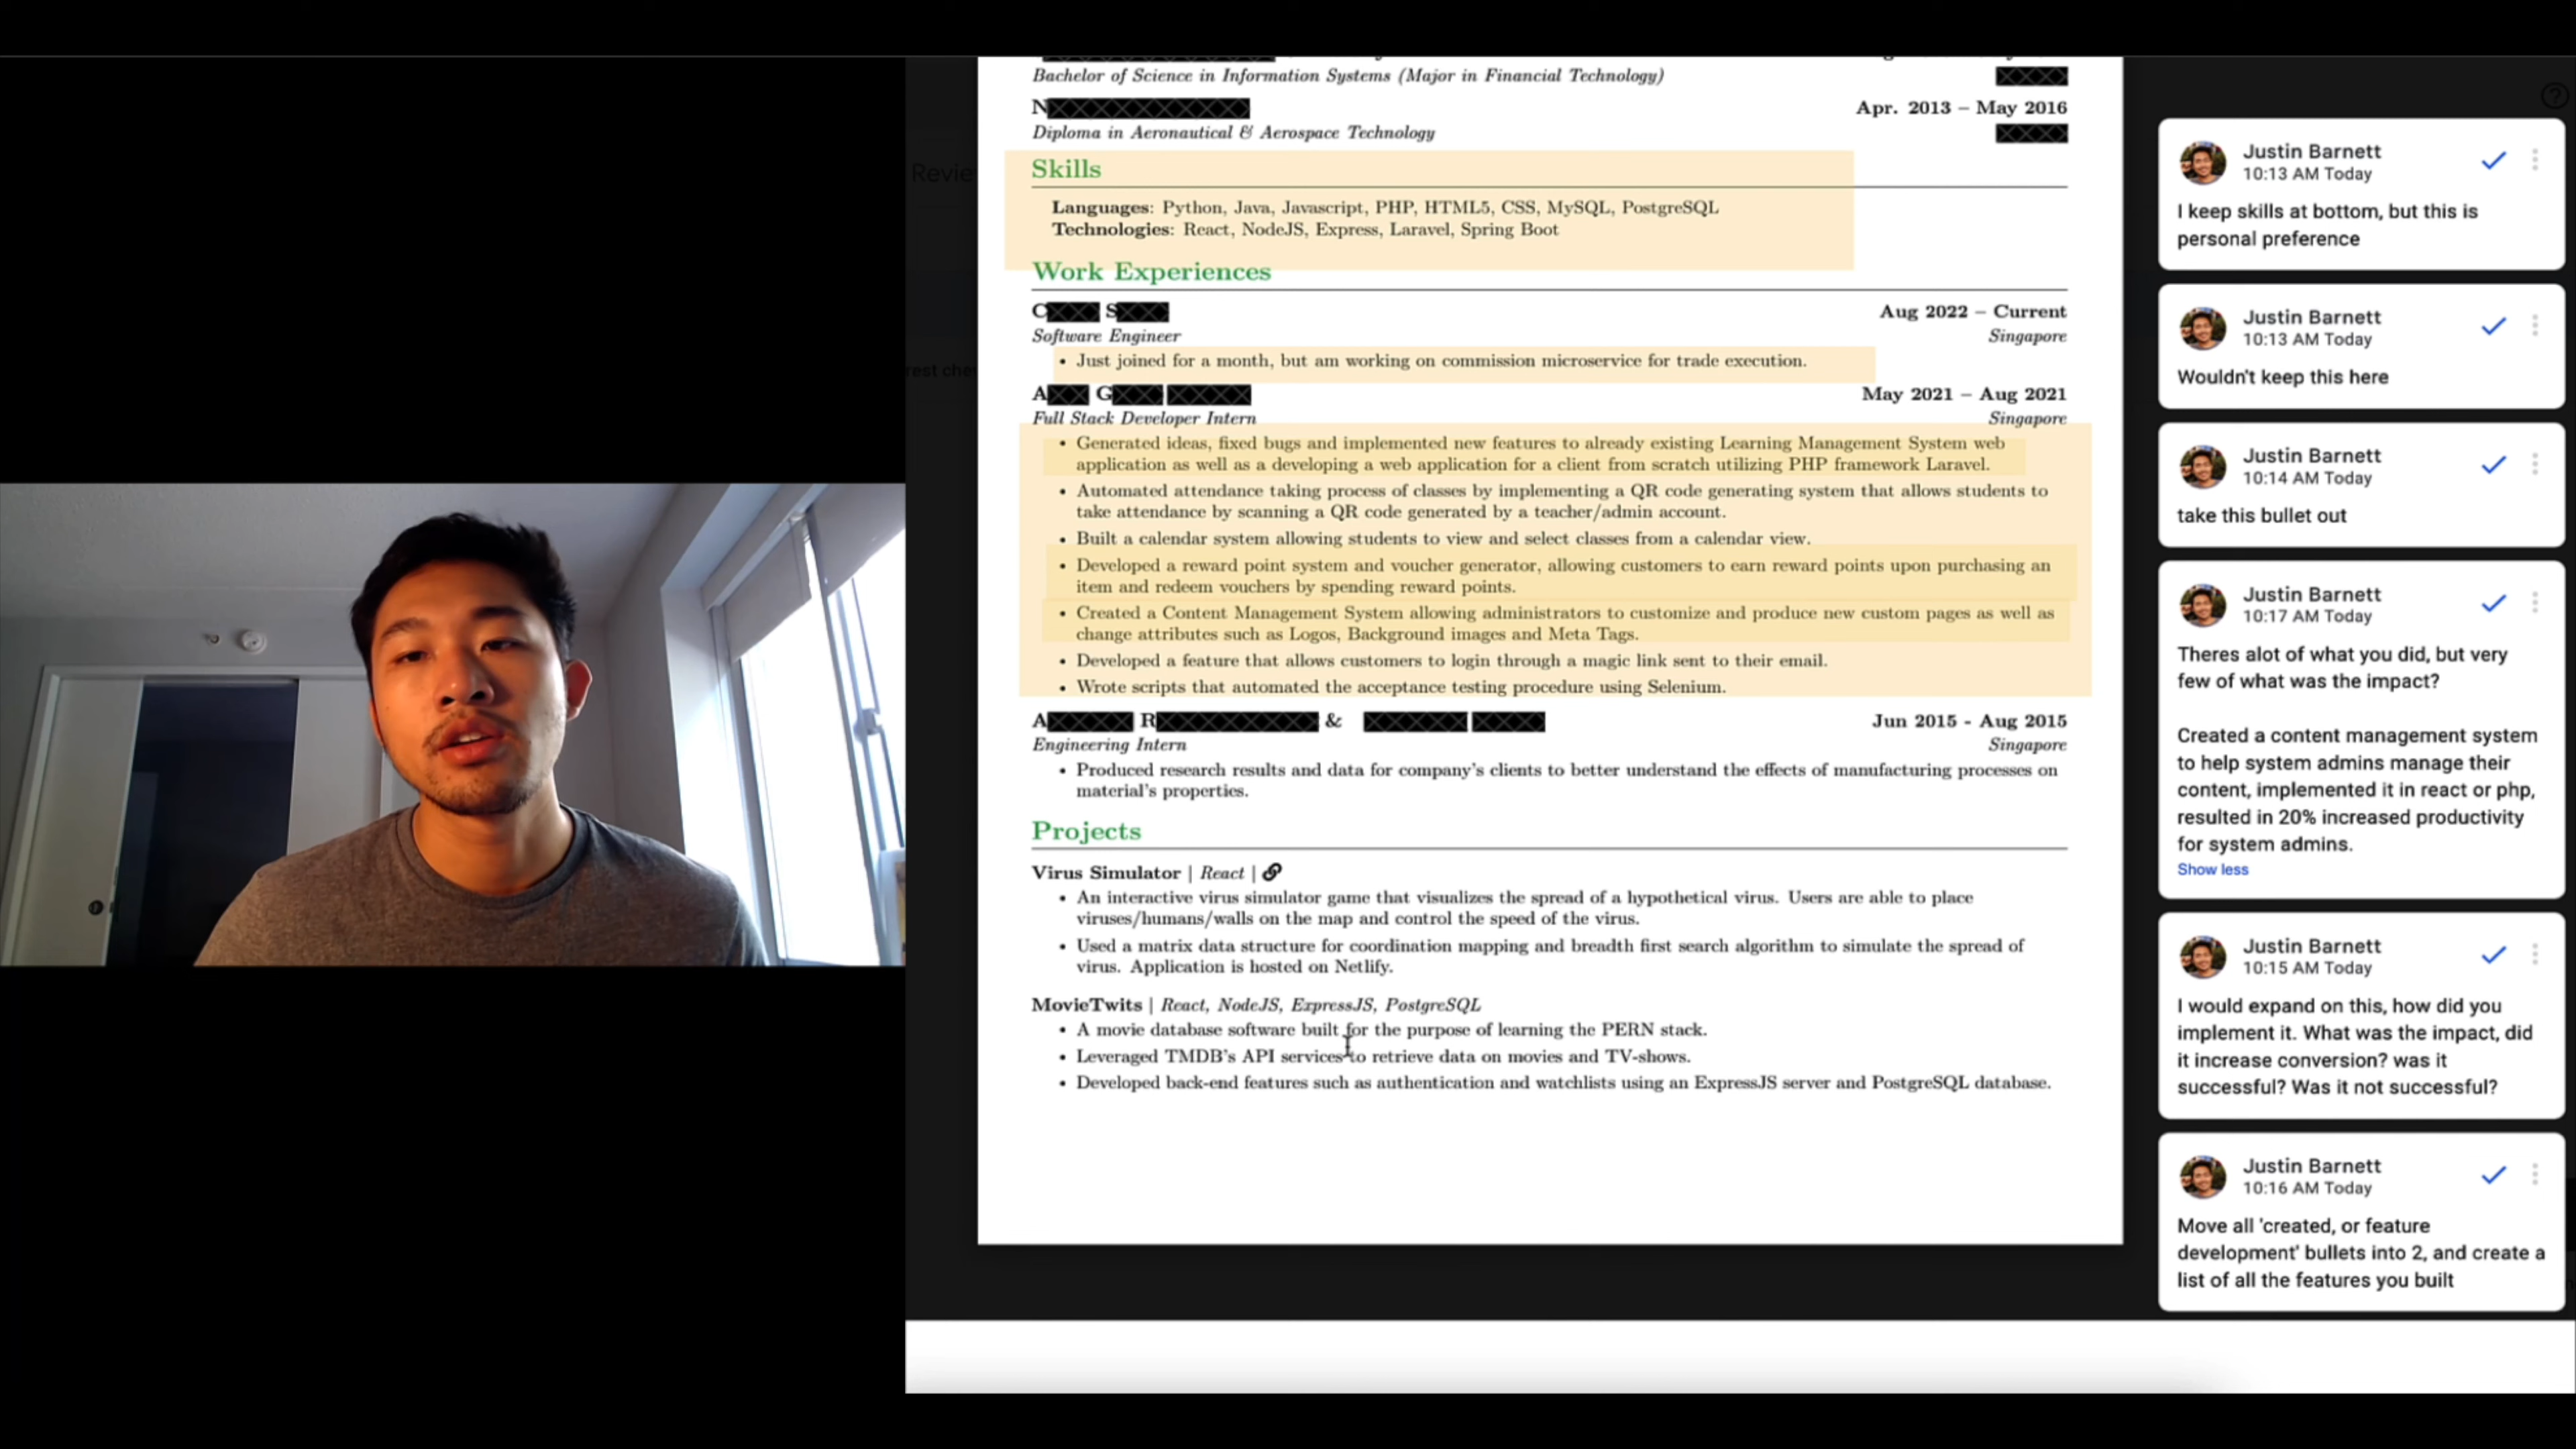 Bachelor of Science in Information Systems (Major in Financial Technology)
N
Apr. 2013 – May 2016
Diploma in Aeronautical & Aerospace Technology
Skills
Languages: Python, Java, Javascript, PHP, HTML5, CSS, MySQL, PostgreSQL
Technologies: React, NodeJS, Express, Laravel, Spring Boot
Work Experiences
C S
Aug 2022 – Current
Software Engineer
Singapore
• Just joined for a month, but am working on commission microservice for trade execution.
A G
May 2021 – Aug 2021
Full Stack Developer Intern
Singapore
• Generated ideas, fixed bugs and implemented new features to already existing Learning Management System web
application as well as a developing a web application for a client from scratch utilizing PHP framework Laravel.
• Automated attendance taking process of classes by implementing a QR code generating system that allows students to
take attendance by scanning a QR code generated by a teacher/admin account.
• Built a calendar system allowing students to view and select classes from a calendar view.
• Developed a reward point system and voucher generator, allowing customers to earn reward points upon purchasing an
item and redeem vouchers by spending reward points.
• Created a Content Management System allowing administrators to customize and produce new custom pages as well as
change attributes such as Logos, Background images and Meta Tags.
• Developed a feature that allows customers to login through a magic link sent to their email.
• Wrote scripts that automated the acceptance testing procedure using Selenium.
A R &
Jun 2015 - Aug 2015
Engineering Intern
Singapore
• Produced research results and data for company's clients to better understand the effects of manufacturing processes on
material's properties.
Projects
Virus Simulator | React |
• An interactive virus simulator game that visualizes the spread of a hypothetical virus. Users are able to place
viruses/humans/walls on the map and control the speed of the virus.
• Used a matrix data structure for coordination mapping and breadth first search algorithm to simulate the spread of
virus. Application is hosted on Netlify.
MovieTwits | React, NodeJS, ExpressJS, PostgreSQL
• A movie database software built for the purpose of learning the PERN stack.
• Leveraged TMDB's API services to retrieve data on movies and TV-shows.
• Developed back-end features such as authentication and watchlists using an ExpressJS server and PostgreSQL database.
Justin Barnett
10:13 AM Today
I keep skills at bottom, but this is
personal preference
Justin Barnett
10:13 AM Today
Wouldn't keep this here
Justin Barnett
10:14 AM Today
take this bullet out
Justin Barnett
10:17 AM Today
Theres alot of what you did, but very
few of what was the impact?
Created a content management system
to help system admins manage their
content, implemented it in react or php,
resulted in 20% increased productivity
for system admins.
Show less
Justin Barnett
10:15 AM Today
I would expand on this, how did you
implement it. What was the impact, did
it increase conversion? was it
successful? Was it not successful?
Justin Barnett
10:16 AM Today
Move all 'created, or feature
development' bullets into 2, and create a
list of all the features you built